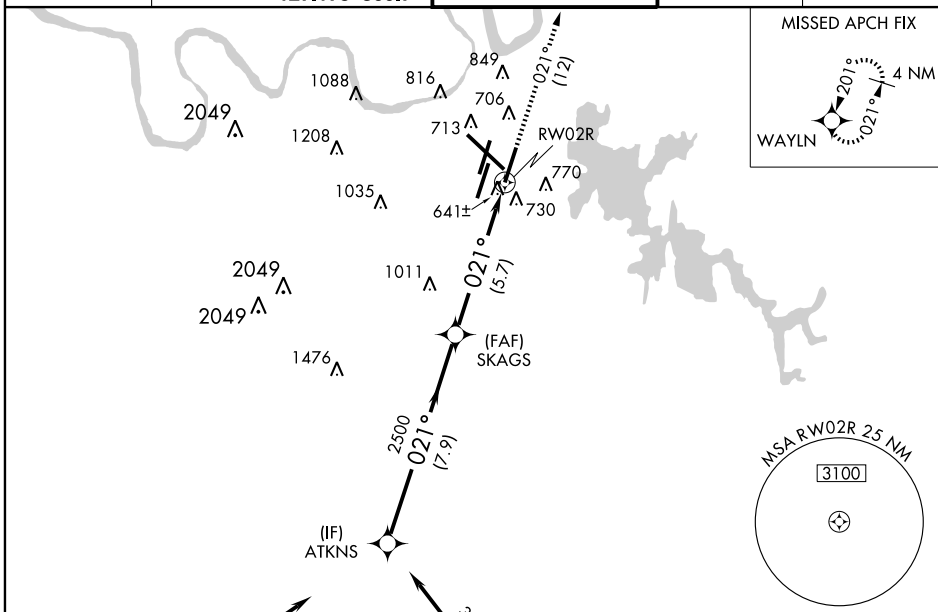 MISSED APCH FIX
201°
4 NM
021°
WAYLN
021°
(12)
849
1088
816
706
2049
713
1208
RW02R
770
1035
641±
730
021°
(5.7)
2049
1011
2049
(FAF)
SKAGS
1476
2500
021°
(7.9)
MSA RW02R 25 NM
3100
(IF)
ATKNS